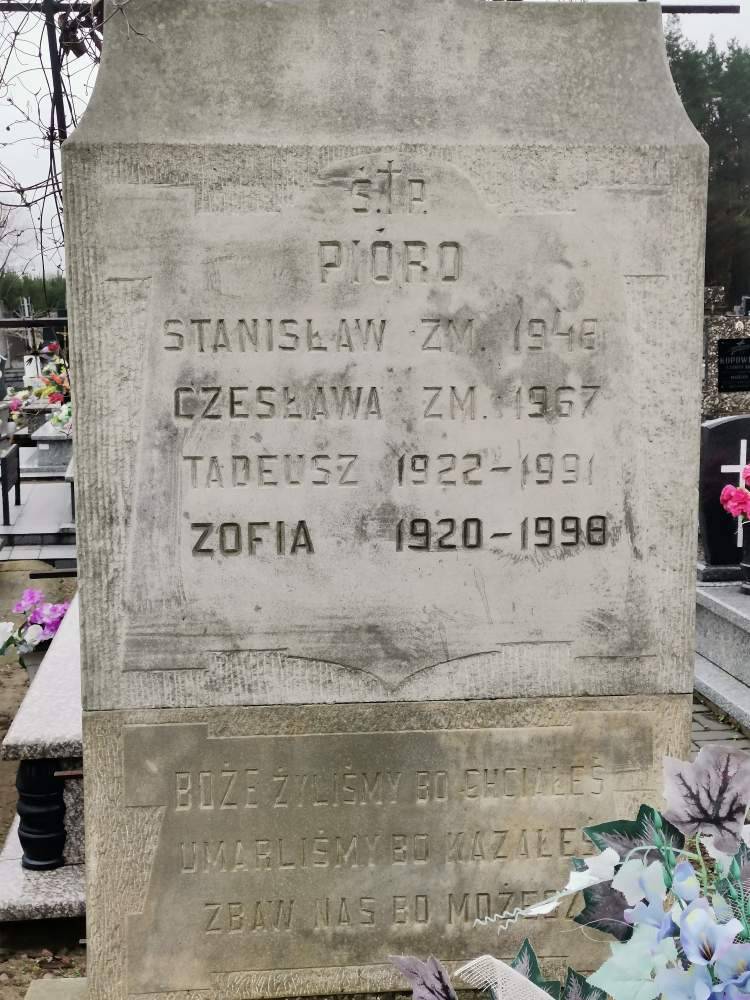 Ś.†P.
PIÓRO
STANISŁAW ZM. 1948
CZESŁAWA ZM. 1967
TADEUSZ 1922-1991
ZOFIA 1920-1998
BOŻE ŻYLIŚMY BO CHCIAŁEŚ
UMARLIŚMY BO KAZAŁEŚ
ZBAW NAS BO MOŻESZ